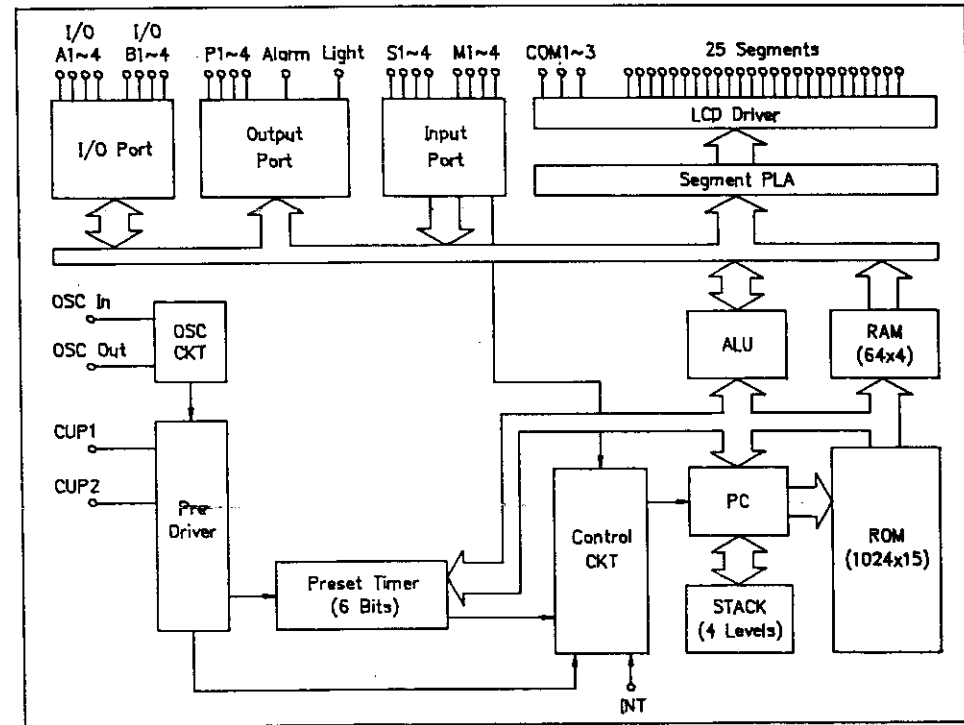 I/O I/O
A1~4 B1~4 P1~4 Alarm Light S1~4 M1~4 COM1~3 25 Segments
I/O Port
Output
Port
Input
Port
LCD Driver
Segment PLA
OSC In
OSC Out
OSC
CKT
ALU
RAM
(64x4)
CUP1
CUP2
Pre
Driver
Preset Timer
(6 Bits)
Control
CKT
PC
STACK
(4 Levels)
ROM
(1024x15)
INT